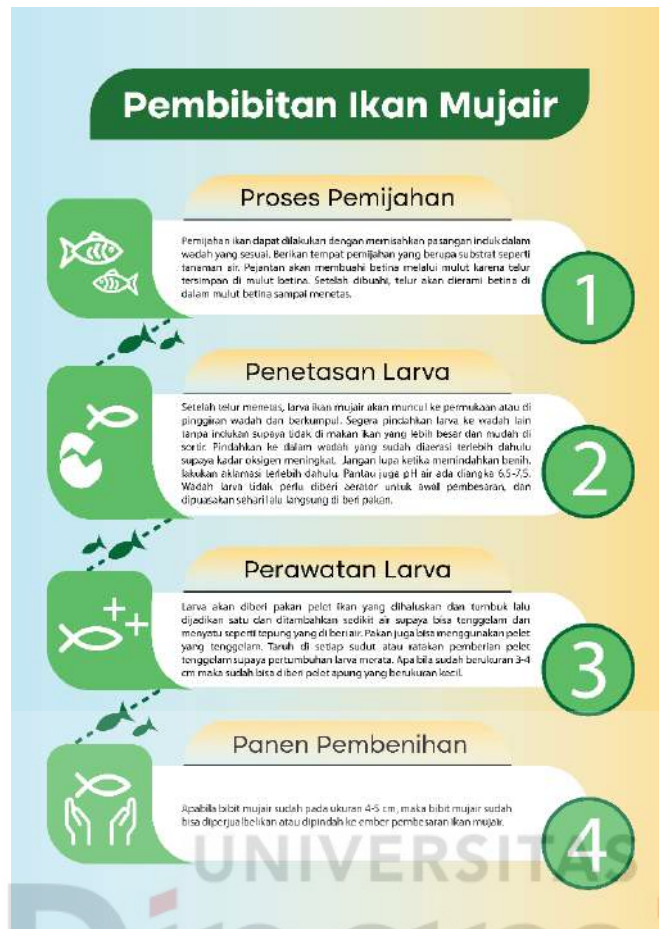 Pembibitan Ikan Mujair
Proses Pemijahan
Pemijahan ikan dapat dilakukan dengan memisahkan pasangan induk dalam
wadah yang sesuai. Berikan tempat pemijahan yang berupa substrat seperti
tanaman air. Pejantan akan membuahi betina melalui mulut karena telur
tersimpan di mulut betina. Setelah dibuahi, telur akan dierami betina di
dalam mulut betina sampai menetas.
1
Penetasan Larva
Setelah telur menetas, larva ikan mujair akan muncul ke permukaan atau di
pinggiran wadah dan berkumpul. Segera pindahkan larva ke wadah lain
tanpa indukan supaya tidak di makan ikan yang lebih besar dan mudah di
sortir. Pindahkan ke dalam wadah yang sudah diaerasi terlebih dahulu
supaya kadar oksigen meningkat. Jangan lupa ketika memindahkan benih,
lakukan aklamasi terlebih dahulu. Pantau juga pH air ada diangka 6,5-7,5.
Wadah larva tidak perlu diberi aerator untuk awal pembesaran, dan
dipuasakan sehari lalu langsung di beri pakan.
2
Perawatan Larva
Larva akan diberi pakan pelet ikan yang dihaluskan dan tumbuk lalu
dijadikan satu dan ditambahkan sedikit air supaya bisa tenggelam dan
menyatu seperti tepung yang di beri air. Pakan juga bisa menggunakan pelet
yang tenggelam. Taruh di setiap sudut atau ratakan pemberian pelet
tenggelam supaya pertumbuhan larva merata. Apa bila sudah berukuran 3-4
cm maka sudah bisa di beri pelet apung yang berukuran kecil.
3
Panen Pembenihan
Apabila bibit mujair sudah pada ukuran 4-5 cm, maka bibit mujair sudah
bisa diperjualbelikan atau dipindah ke ember pembesaran ikan mujair.
4
UNIVERSITAS